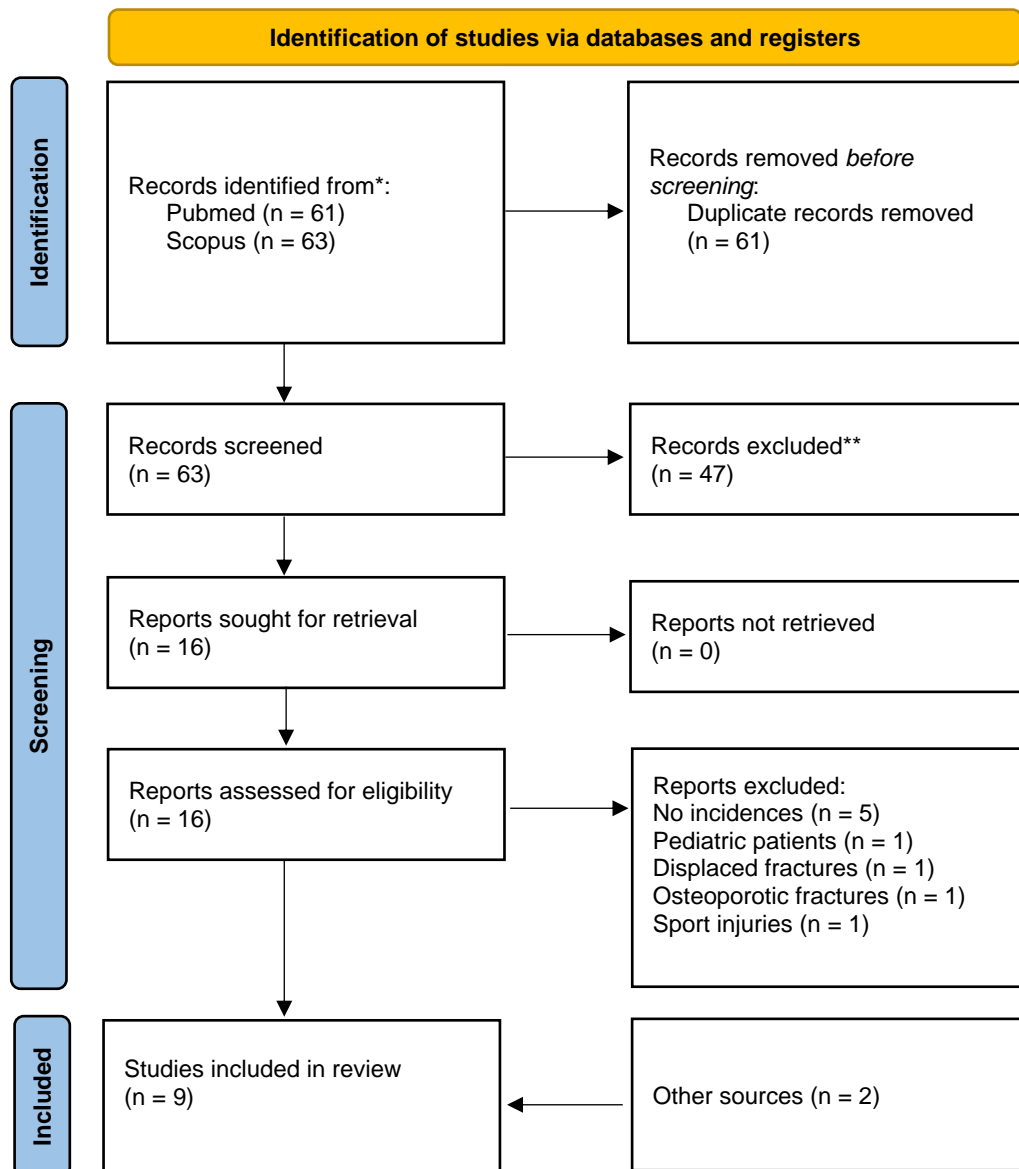 Identification of studies via databases and registers
Identification
Records identified from*:
Pubmed (n = 61)
Scopus (n = 63)
Records removed before
screening:
Duplicate records removed
(n = 61)
Screening
Records screened
(n = 63)
Records excluded**
(n = 47)
Reports sought for retrieval
(n = 16)
Reports not retrieved
(n = 0)
Reports assessed for eligibility
(n = 16)
Reports excluded:
No incidences (n = 5)
Pediatric patients (n = 1)
Displaced fractures (n = 1)
Osteoporotic fractures (n = 1)
Sport injuries (n = 1)
Included
Studies included in review
(n = 9)
Other sources (n = 2)